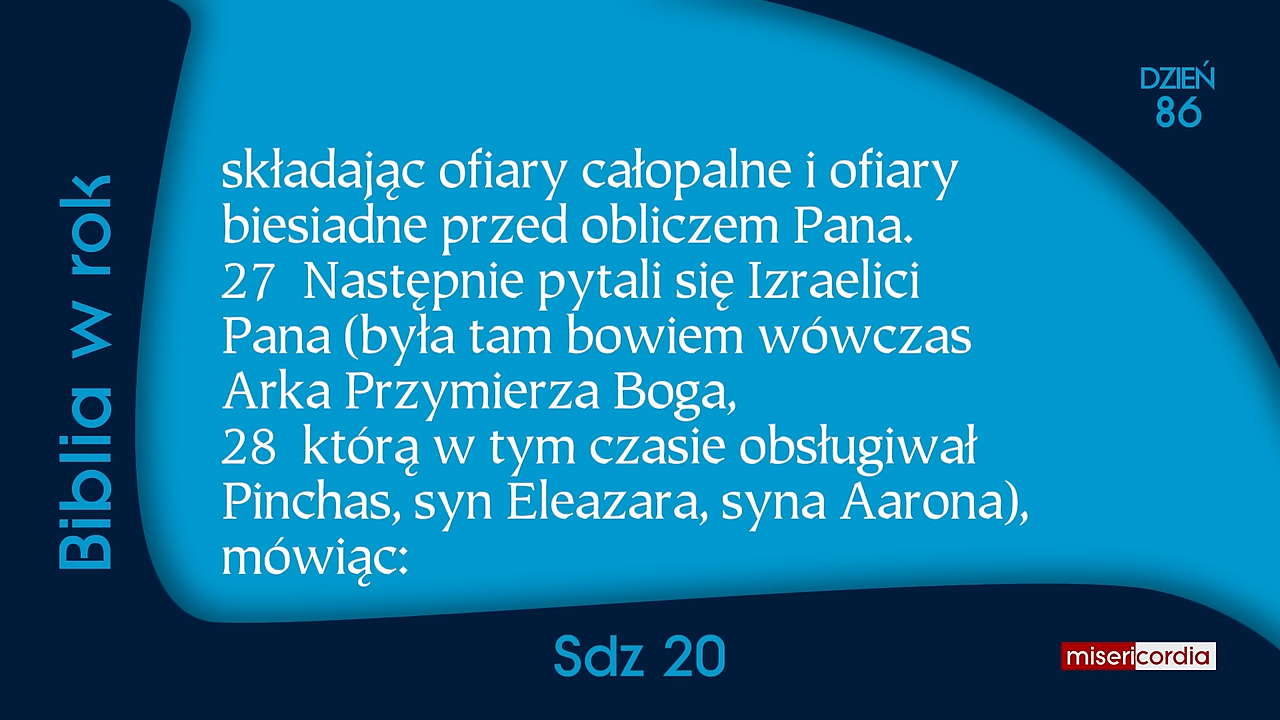 DZIEŃ
86
Biblia w rok
składając ofiary całopalne i ofiary
biesiadne przed obliczem Pana.
27 Następnie pytali się Izraelici
Pana (była tam bowiem wówczas
Arka Przymierza Boga,
28 którą w tym czasie obsługiwał
Pinchas, syn Eleazara, syna Aarona),
mówiąc:
Sdz 20
misericordia